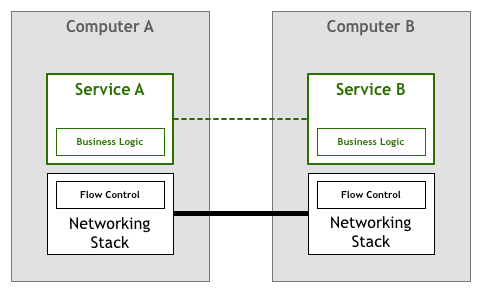 Computer A
Service A
Business Logic
Flow Control
Networking
Stack
Computer B
Service B
Business Logic
Flow Control
Networking
Stack